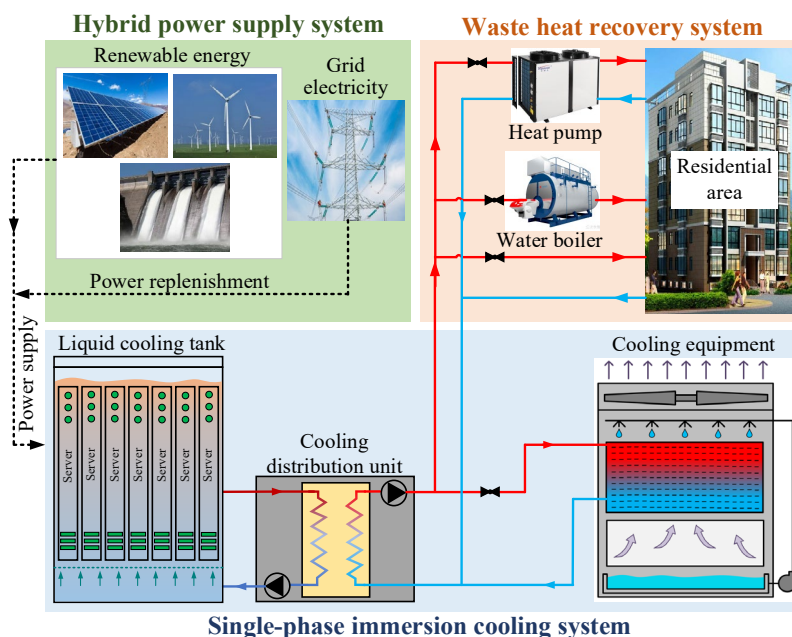 Hybrid power supply system
Waste heat recovery system
Renewable energy
Grid
electricity
Heat pump
Residential
area
Water boiler
Power replenishment
Power supply
Liquid cooling tank
Cooling equipment
Server
Server
Server
Server
Server
Server
Server
Cooling
distribution unit
Single-phase immersion cooling system